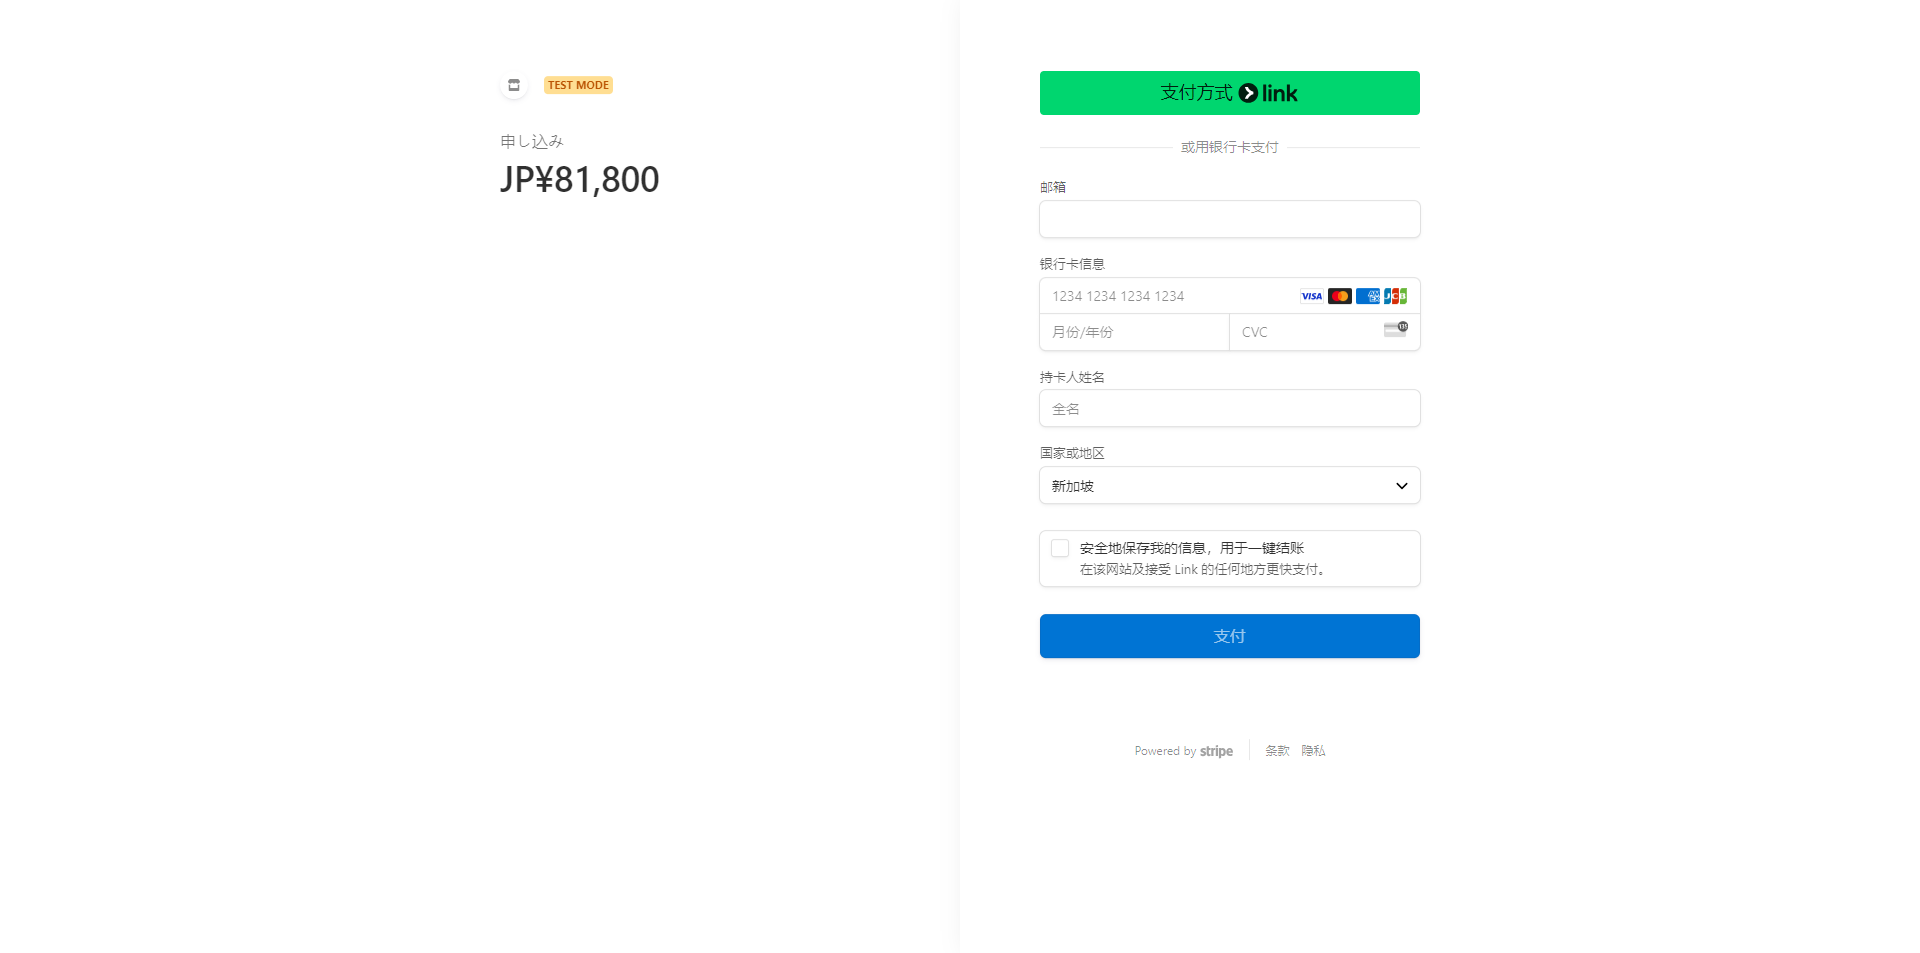 TEST MODE
申し込み
JP¥81,800
支付方式 link
或用银行卡支付
邮箱
银行卡信息
1234 1234 1234 1234 VISA AM EX JCB
月份/年份 CVC 135
持卡人姓名
全名
国家或地区
新加坡
安全地保存我的信息，用于一键结账
在该网站及接受 Link 的任何地方更快支付。
支付
Powered by stripe 条款 隐私